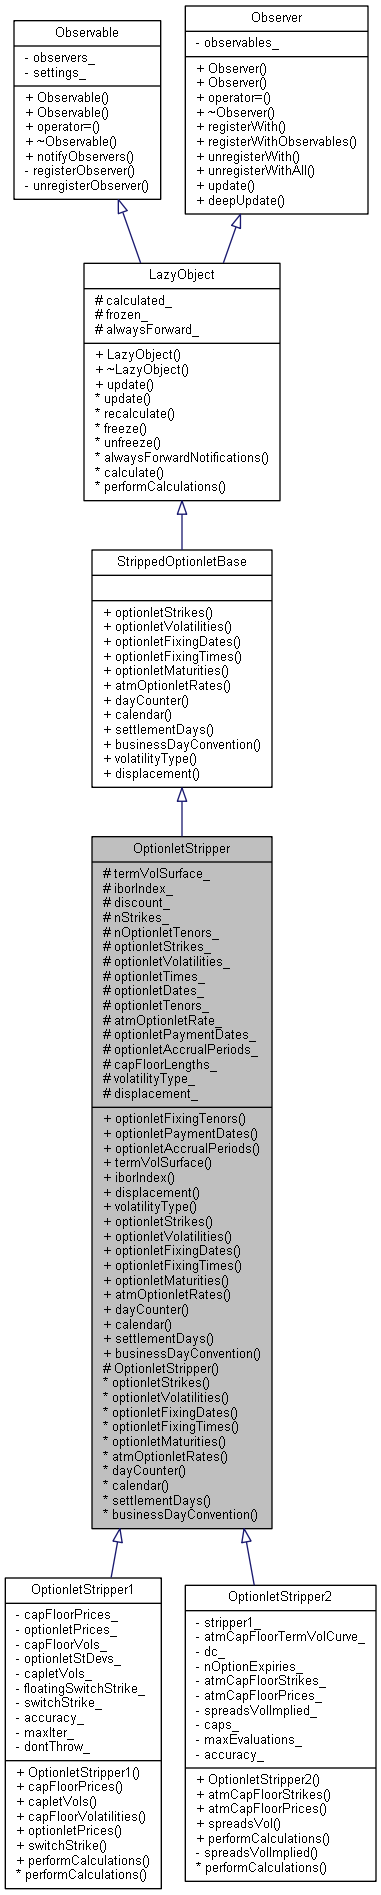 Observable
- observers_
- settings_
+ Observable()
+ Observable()
+ operator=()
+ ~Observable()
+ notifyObservers()
- registerObserver()
- unregisterObserver()
Observer
- observables_
+ Observer()
+ Observer()
+ operator=()
+ ~Observer()
+ registerWith()
+ registerWithObservables()
+ unregisterWith()
+ unregisterWithAll()
+ update()
+ deepUpdate()
LazyObject
# calculated_
# frozen_
# alwaysForward_
+ LazyObject()
+ ~LazyObject()
+ update()
* update()
* recalculate()
* freeze()
* unfreeze()
* alwaysForwardNotifications()
* calculate()
* performCalculations()
StrippedOptionletBase
+ optionletStrikes()
+ optionletVolatilities()
+ optionletFixingDates()
+ optionletFixingTimes()
+ optionletMaturities()
+ atmOptionletRates()
+ dayCounter()
+ calendar()
+ settlementDays()
+ businessDayConvention()
+ volatilityType()
+ displacement()
OptionletStripper
# termVolSurface_
# iborIndex_
# discount_
# nStrikes_
# nOptionletTenors_
# optionletStrikes_
# optionletVolatilities_
# optionletTimes_
# optionletDates_
# optionletTenors_
# atmOptionletRate_
# optionletPaymentDates_
# optionletAccrualPeriods_
# capFloorLengths_
# volatilityType_
# displacement_
+ optionletFixingTenors()
+ optionletPaymentDates()
+ optionletAccrualPeriods()
+ termVolSurface()
+ iborIndex()
+ displacement()
+ volatilityType()
+ optionletStrikes()
+ optionletVolatilities()
+ optionletFixingDates()
+ optionletFixingTimes()
+ optionletMaturities()
+ atmOptionletRates()
+ dayCounter()
+ calendar()
+ settlementDays()
+ businessDayConvention()
# OptionletStripper()
* optionletStrikes()
* optionletVolatilities()
* optionletFixingDates()
* optionletFixingTimes()
* optionletMaturities()
* atmOptionletRates()
* dayCounter()
* calendar()
* settlementDays()
* businessDayConvention()
OptionletStripper1
- capFloorPrices_
- optionletPrices_
- capFloorVols_
- optionletStDevs_
- capletVols_
- floatingSwitchStrike_
- switchStrike_
- accuracy_
- maxIter_
- dontThrow_
+ OptionletStripper1()
+ capFloorPrices()
+ capletVols()
+ capFloorVolatilities()
+ optionletPrices()
+ switchStrike()
+ performCalculations()
* performCalculations()
OptionletStripper2
- stripper1_
- atmCapFloorTermVolCurve_
- dc_
- nOptionExpiries_
- atmCapFloorStrikes_
- atmCapFloorPrices_
- spreadsVolImplied_
- caps_
- maxEvaluations_
- accuracy_
+ OptionletStripper2()
+ atmCapFloorStrikes()
+ atmCapFloorPrices()
+ spreadsVol()
+ performCalculations()
- spreadsVolImplied()
* performCalculations()